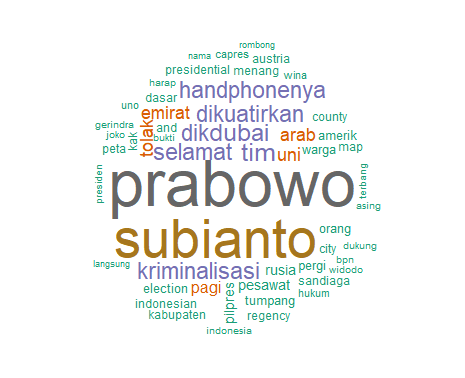 rombong
nama capres austria
presidential menang wina
harap handphonenya
dasar
uno emirat dikuatirkan county
gerindra tolak and dikdubai arab amerik
joko kak bukti
peta selamat tim uni warga map
presiden prabowo terbang
asing
subianto orang
city dukung
langsung kriminalisasi rusia pergi bpn
widodo
election pagi pilpres pesawat sandiaga
indonesian tumpang hukum
kabupaten regency
indonesia